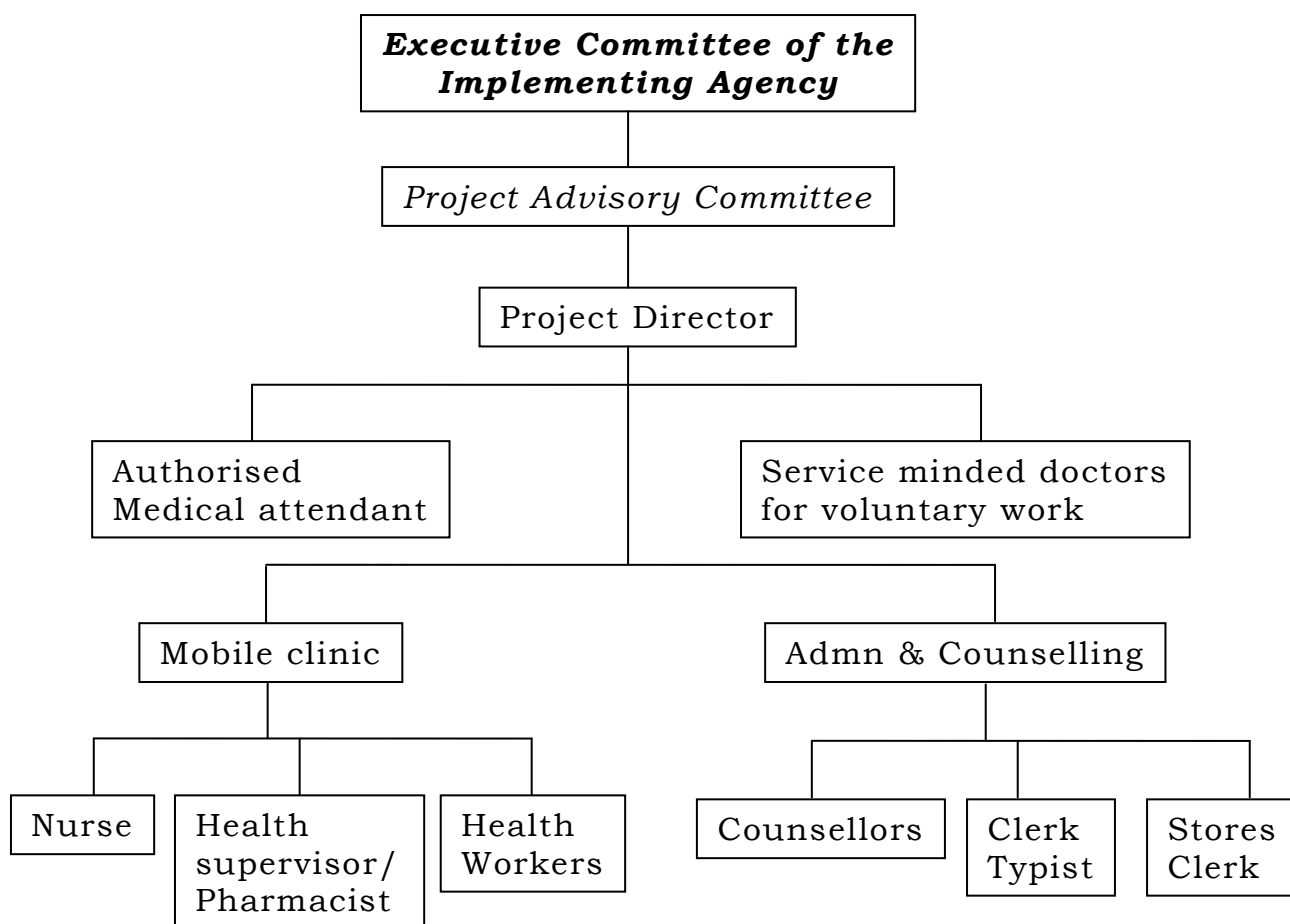 Executive Committee of the
Implementing Agency
Project Advisory Committee
Project Director
Authorised
Medical attendant
Service minded doctors
for voluntary work
Mobile clinic
Admn & Counselling
Nurse
Health
supervisor/
Pharmacist
Health
Workers
Counsellors
Clerk
Typist
Stores
Clerk